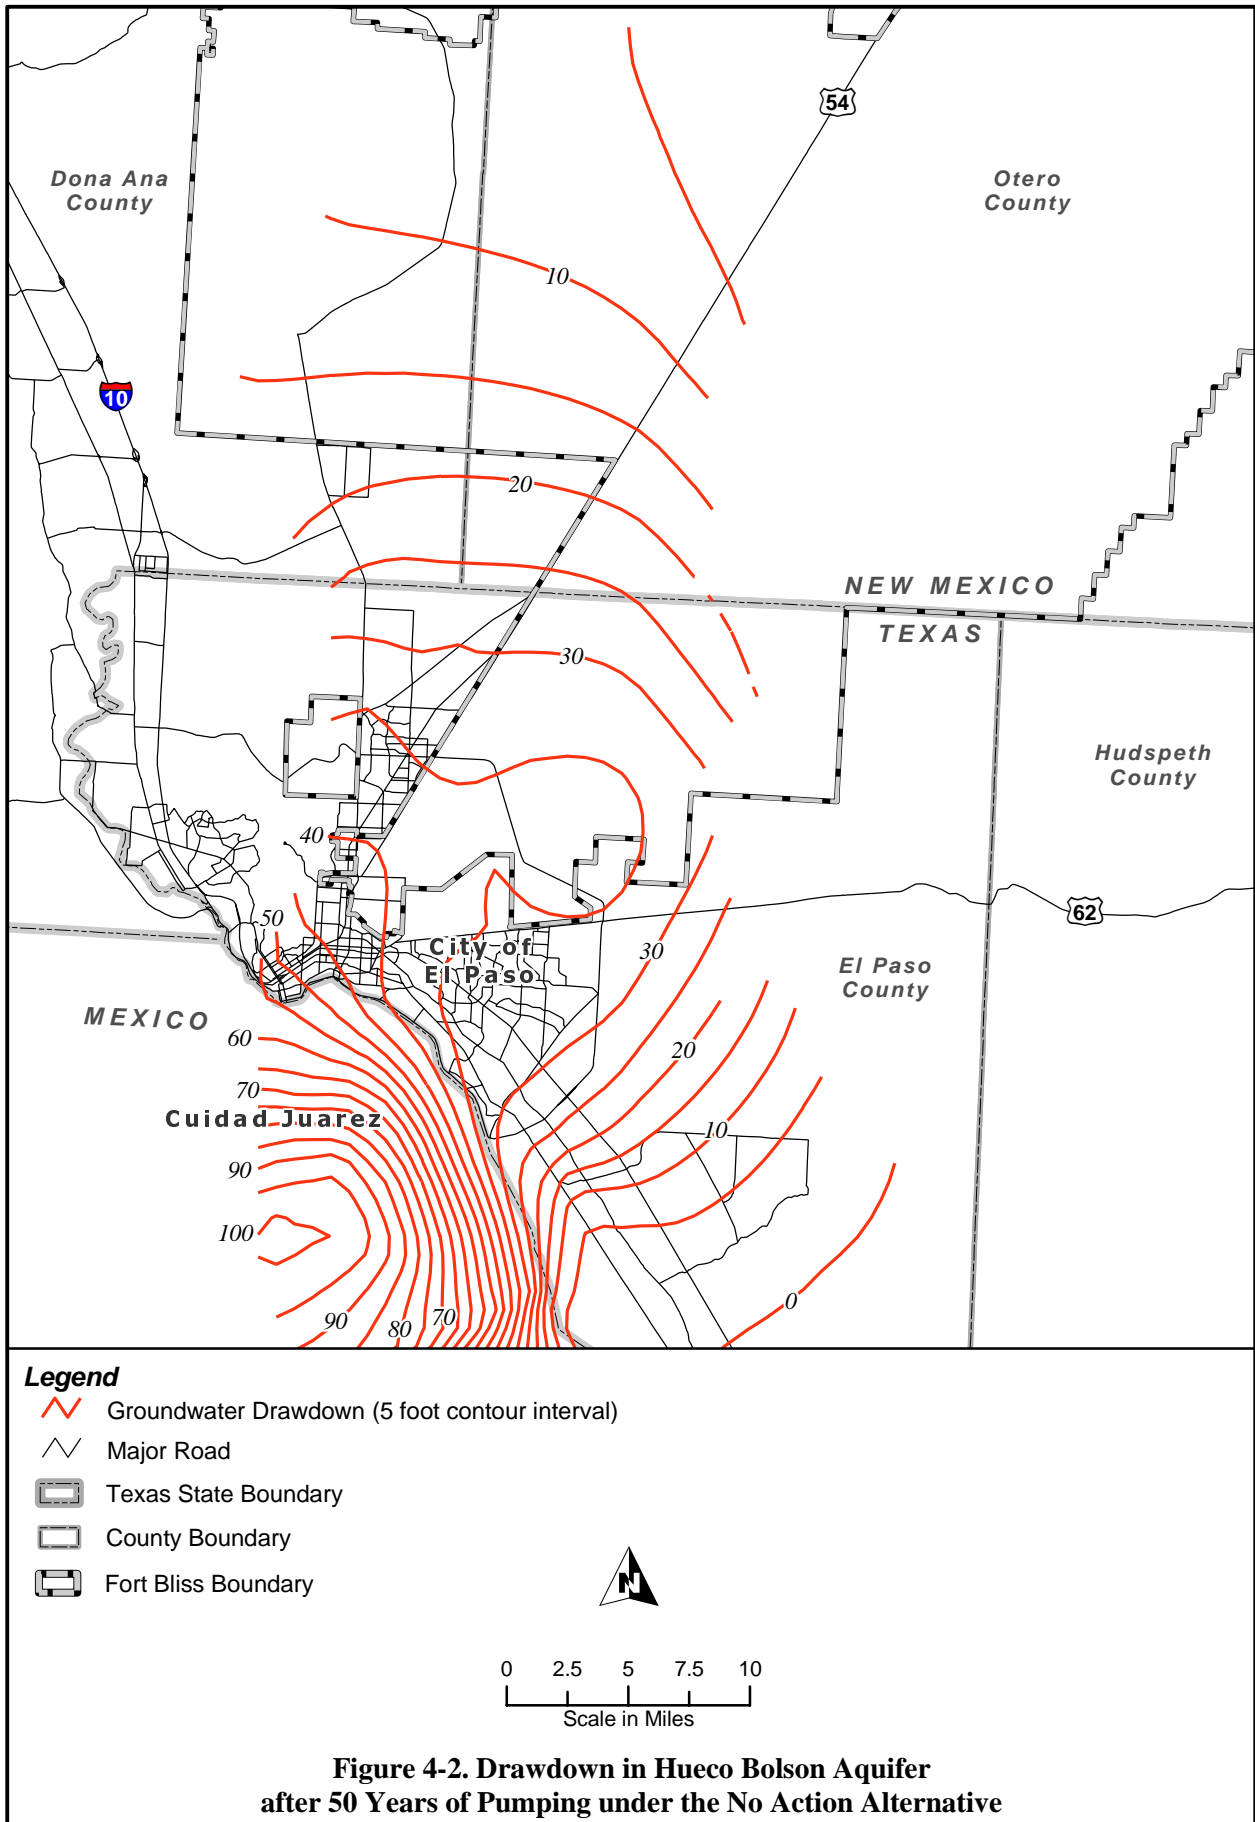 54
Dona Ana
County
Otero
County
10
10
20
NEW MEXICO
TEXAS
30
Hudspeth
County
40
50
62
City of
El Paso
30
El Paso
County
MEXICO
60
20
70
Cuidad Juarez
10
90
100
0
90
80
70
Legend
Groundwater Drawdown (5 foot contour interval)
Major Road
Texas State Boundary
County Boundary
Fort Bliss Boundary
N
0 2.5 5 7.5 10
Scale in Miles
Figure 4-2. Drawdown in Hueco Bolson Aquifer
after 50 Years of Pumping under the No Action Alternative